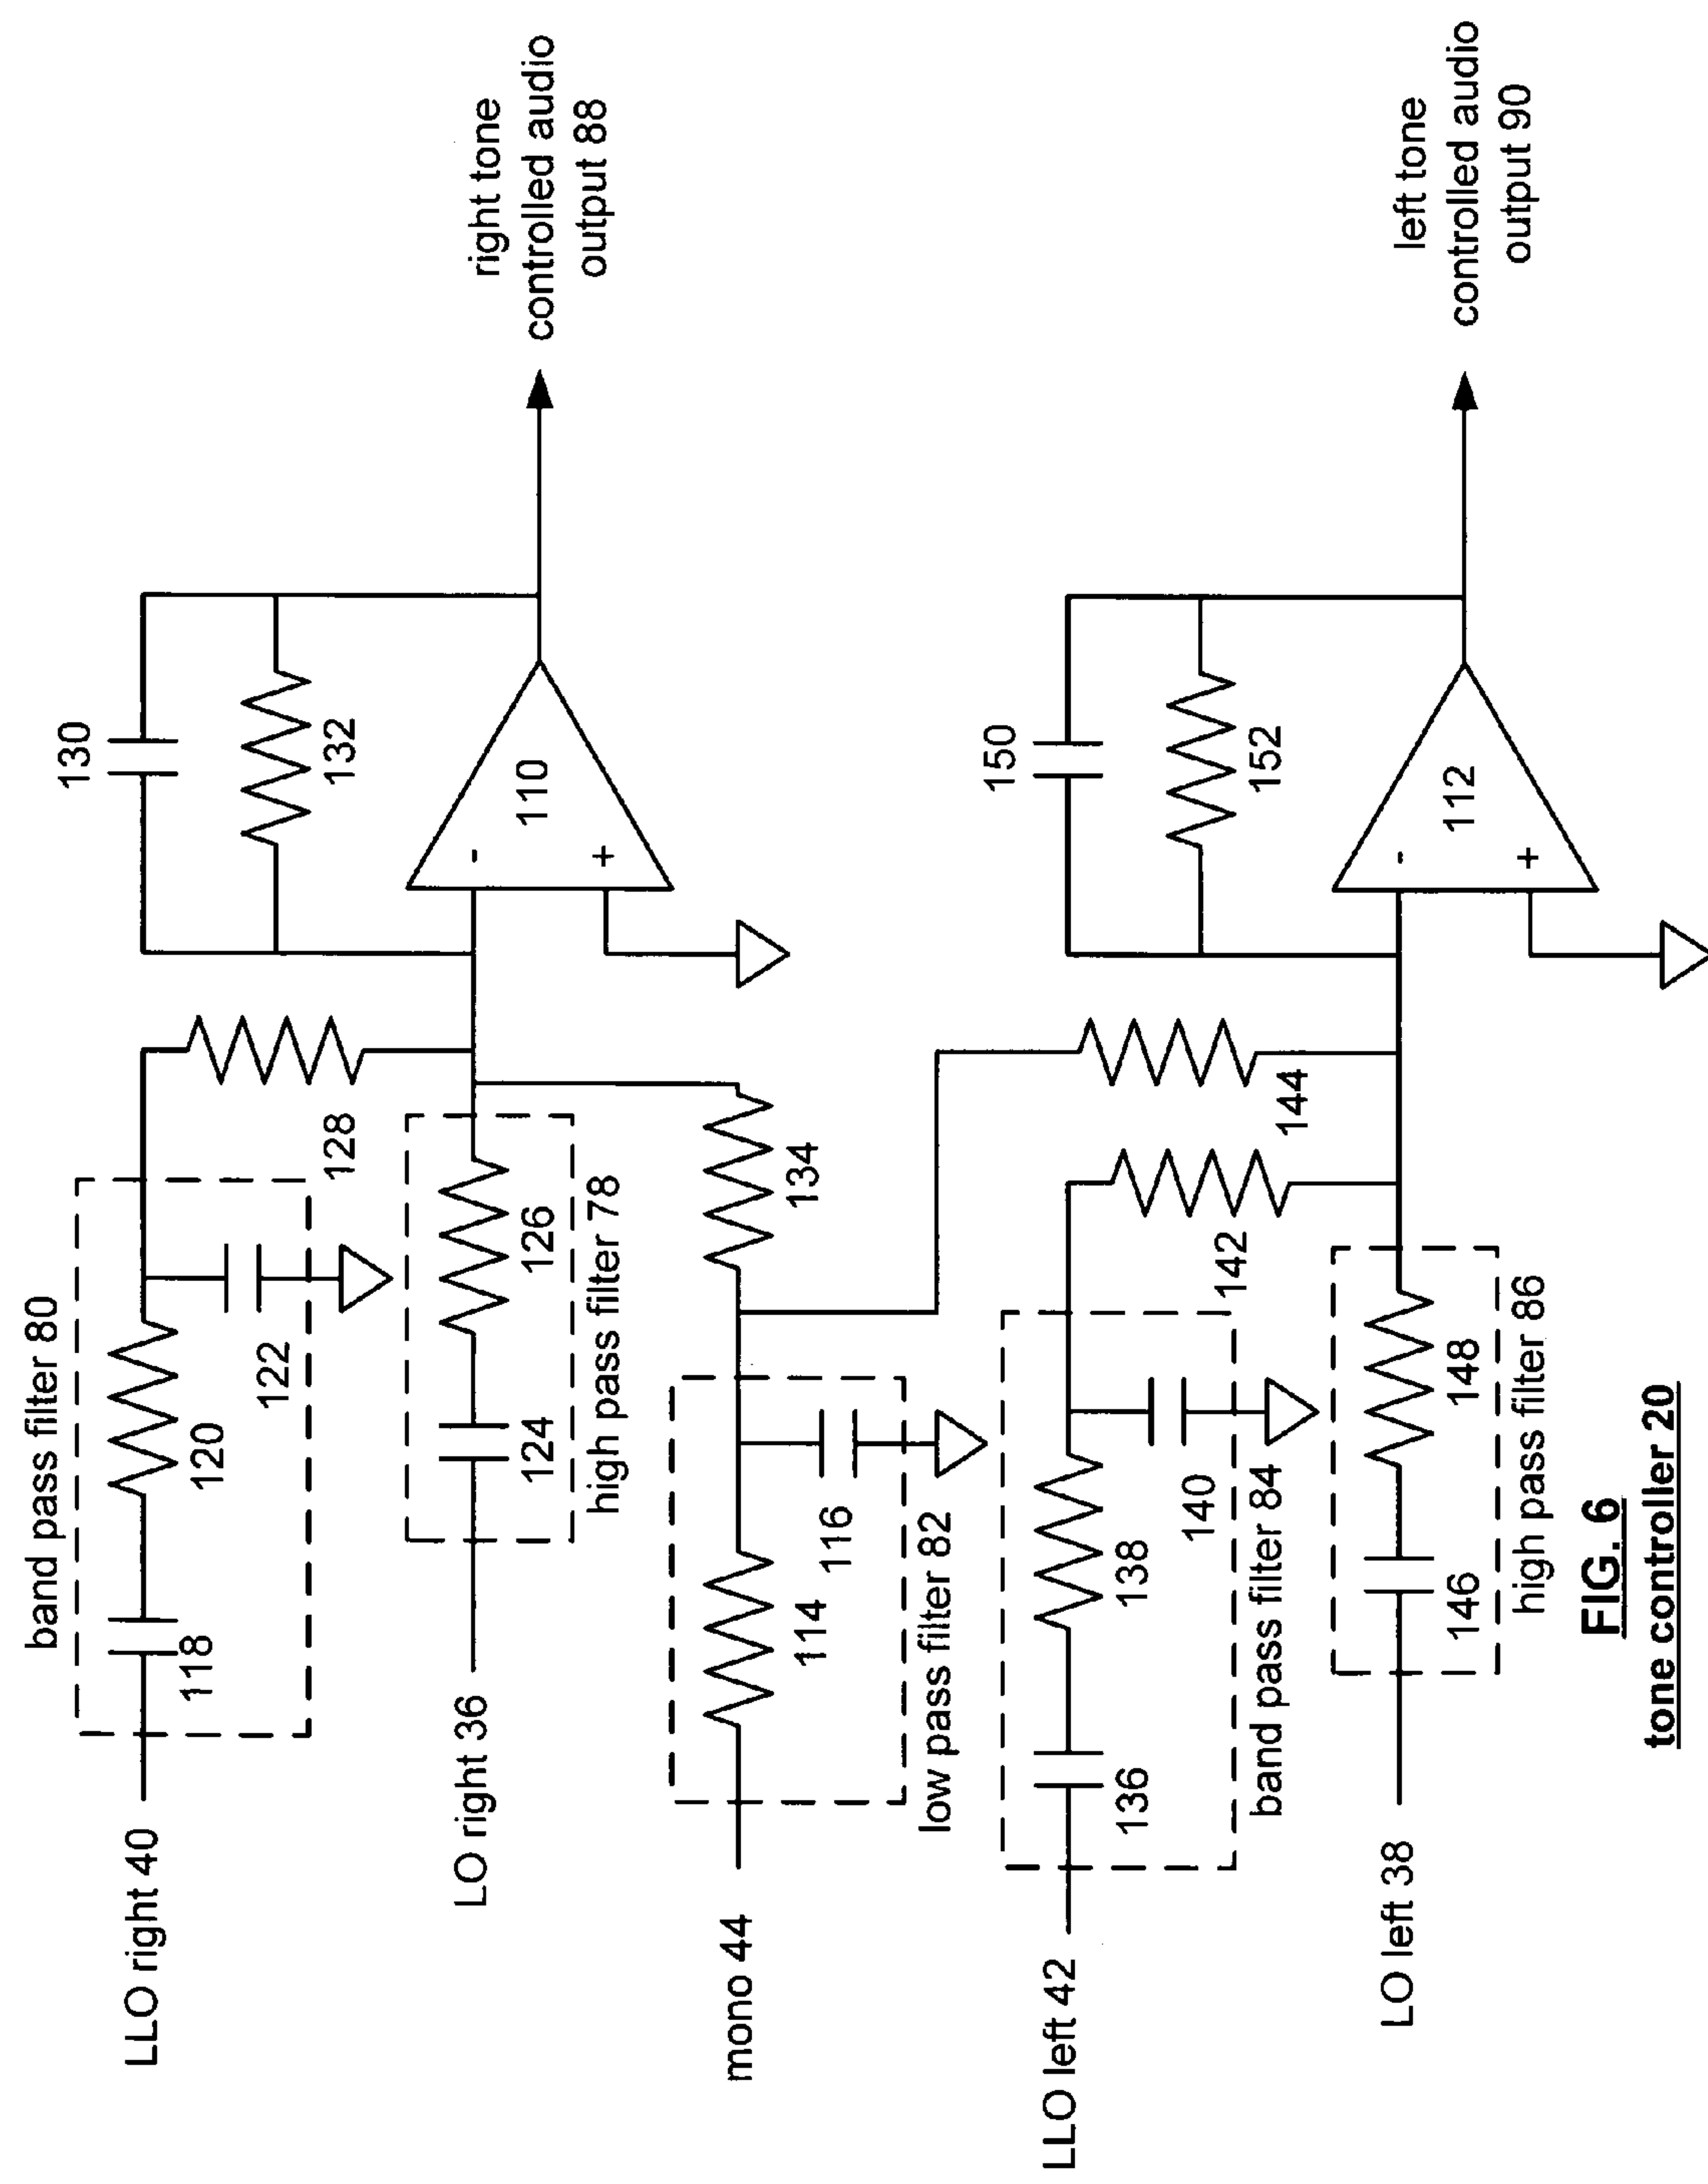 band pass filter 80
LLO right 40
118
120
122
128
130
132
LO right 36
124
126
high pass filter 78
110
-
+
right tone
controlled audio
output 88
mono 44
114
116
low pass filter 82
134
LLO left 42
136
138
140
band pass filter 84
142
144
150
152
LO left 38
146
148
high pass filter 86
112
-
+
left tone
controlled audio
output 90
FIG. 6
tone controller 20